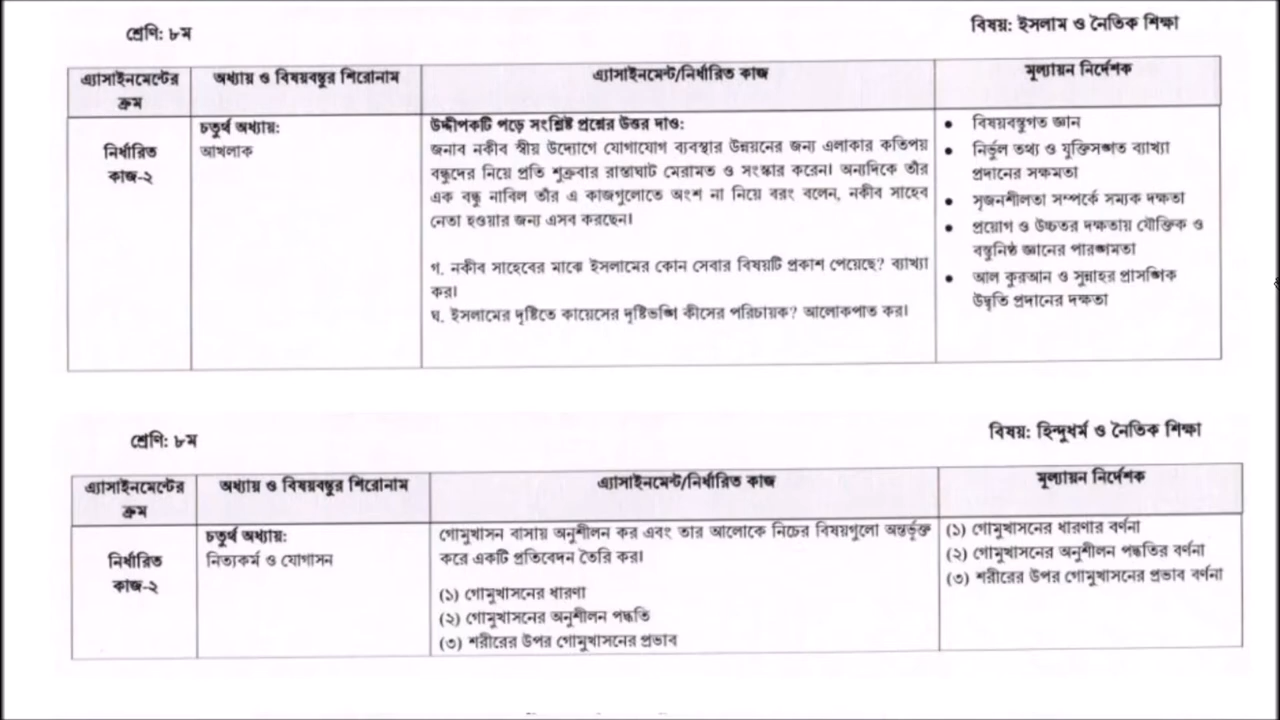 শ্রেণি: ৮ম
বিষয়: ইসলাম ও নৈতিক শিক্ষা
এ্যাসাইনমেন্টের ক্রম
অধ্যায় ও বিষয়বস্তুর শিরোনাম
এ্যাসাইনমেন্ট/নির্ধারিত কাজ
মূল্যায়ন নির্দেশক
নির্ধারিত
কাজ-২
চতুর্থ অধ্যায়:
আখলাক
উদ্দীপকটি পড়ে সংশ্লিষ্ট প্রশ্নের উত্তর দাও:
জনাব নকীব স্বীয় উদ্যোগে যোগাযোগ ব্যবস্থার উন্নয়নের জন্য এলাকার কতিপয়
বন্ধুদের নিয়ে প্রতি শুক্রবার রাস্তাঘাট মেরামত ও সংস্কার করেন। অন্যদিকে তাঁর
এক বন্ধু নাবিল তাঁর এ কাজগুলোতে অংশ না নিয়ে বরং বলেন, নকীব সাহেব
নেতা হওয়ার জন্য এসব করছেন।
গ. নকীব সাহেবের মাঝে ইসলামের কোন সেবার বিষয়টি প্রকাশ পেয়েছে? ব্যাখ্যা
কর।
ঘ. ইসলামের দৃষ্টিতে কায়েসের দৃষ্টিভঙ্গি কীসের পরিচায়ক? আলোকপাত কর।
• বিষয়বস্তুগত জ্ঞান
• নির্ভুল তথ্য ও যুক্তিসঙ্গত ব্যাখ্যা
প্রদানের সক্ষমতা
• সৃজনশীলতা সম্পর্কে সম্যক দক্ষতা
• প্রয়োগ ও উচ্চতর দক্ষতায় যৌক্তিক ও
বস্তুনিষ্ঠ জ্ঞানের পারঙ্গমতা
• আল কুরআন ও সুন্নাহর প্রাসঙ্গিক
উদ্বৃতি প্রদানের দক্ষতা
শ্রেণি: ৮ম
বিষয়: হিন্দুধর্ম ও নৈতিক শিক্ষা
এ্যাসাইনমেন্টের
ক্রম
অধ্যায় ও বিষয়বস্তুর শিরোনাম
এ্যাসাইনমেন্ট/নির্ধারিত কাজ
মূল্যায়ন নির্দেশক
নির্ধারিত
কাজ-২
চতুর্থ অধ্যায়:
নিত্যকর্ম ও যোগাসন
গোমুখাসন বাসায় অনুশীলন কর এবং তার আলোকে নিচের বিষয়গুলো অন্তর্ভুক্ত
করে একটি প্রতিবেদন তৈরি কর।
(১) গোমুখাসনের ধারণা
(২) গোমুখাসনের অনুশীলন পদ্ধতি
(৩) শরীরের উপর গোমুখাসনের প্রভাব
(১) গোমুখাসনের ধারণার বর্ণনা
(২) গোমুখাসনের অনুশীলন পদ্ধতির বর্ণনা
(৩) শরীরের উপর গোমুখাসনের প্রভাব বর্ণনা